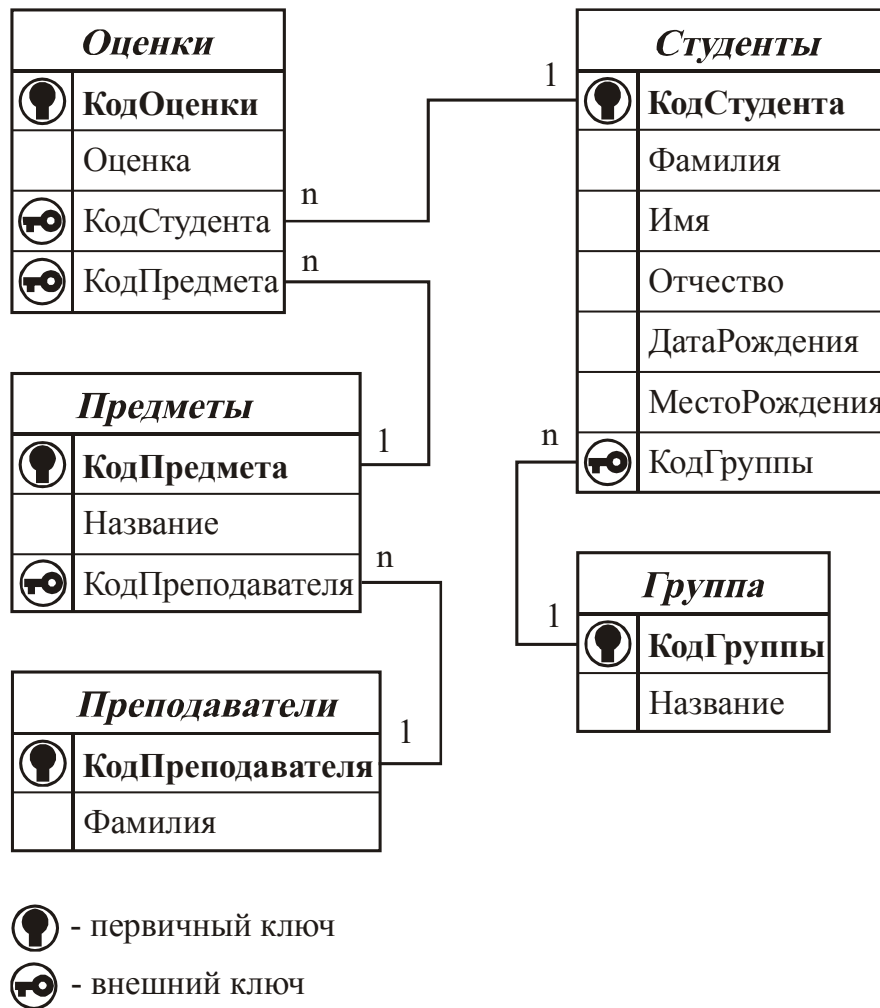 Оценки
КодОценки
Оценка
КодСтудента
КодПредмета
n
n
1
Студенты
КодСтудента
Фамилия
Имя
Отчество
ДатаРождения
МестоРождения
КодГруппы
n
1
Предметы
КодПредмета
Название
КодПреподавателя
1
n
Группа
КодГруппы
Название
Преподаватели
КодПреподавателя
Фамилия
1
- первичный ключ
- внешний ключ